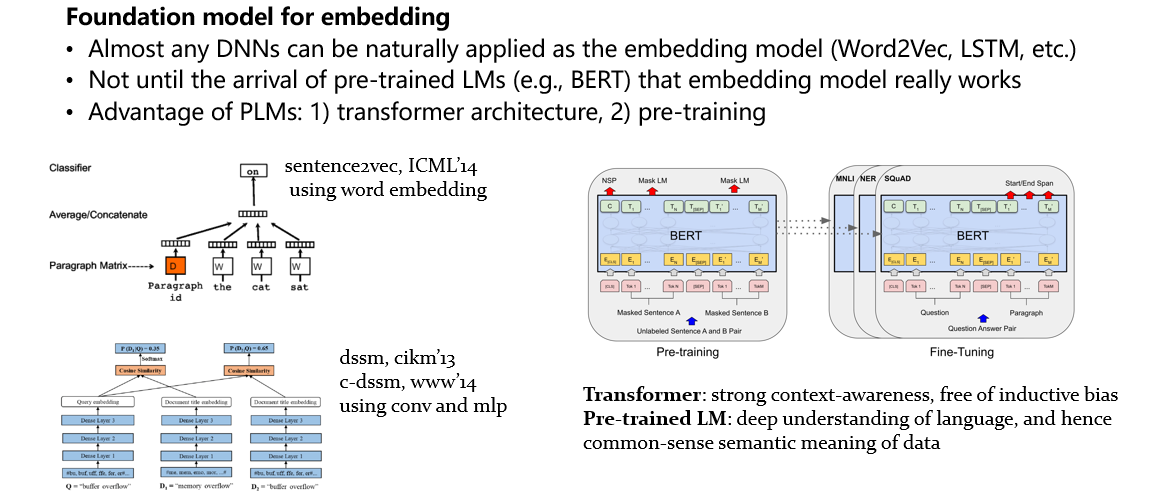 Foundation model for embedding
• Almost any DNNs can be naturally applied as the embedding model (Word2Vec, LSTM, etc.)
• Not until the arrival of pre-trained LMs (e.g., BERT) that embedding model really works
• Advantage of PLMs: 1) transformer architecture, 2) pre-training
Classifier
on
Average/Concatenate
Paragraph Matrix
D W W W
Paragraph id the cat sat
sentence2vec, ICML'14
using word embedding
P (D₁|Q) = 0.35 P (D₂|Q) = 0.65
Softmax
Cosine Similarity Cosine Similarity
Query embedding Document title embedding Document title embedding
Dense Layer 3 Dense Layer 3 Dense Layer 3
Dense Layer 2 Dense Layer 2 Dense Layer 2
Dense Layer 1 Dense Layer 1 Dense Layer 1
#bu, buf, uff, ffe, fer, er#... #me, mem, emo, mor, ...# #bu, buf, uff, ffe, fer, er#...
Q = "buffer overflow" D₁ = "memory overflow" D₂ = "buffer overflow"
dssm, cikm'13
c-dssm, www'14
using conv and mlp
NSP Mask LM Mask LM
C T₁ ... T_N T_[SEP] T₁' ... T_M'
BERT
E_[CLS] E₁ ... E_N E_[SEP] E₁' ... E_M'
[CLS] Tok 1 ... Tok N [SEP] Tok 1 ... TokM
Masked Sentence A Masked Sentence B
Unlabeled Sentence A and B Pair
Pre-training
MNLI NER SQuAD
Start/End Span
C T₁ ... T_N T_[SEP] T₁' ... T_M'
BERT
E_[CLS] E₁ ... E_N E_[SEP] E₁' ... E_M'
[CLS] Tok 1 ... Tok N [SEP] Tok 1 ... TokM
Question Paragraph
Question Answer Pair
Fine-Tuning
Transformer: strong context-awareness, free of inductive bias
Pre-trained LM: deep understanding of language, and hence
common-sense semantic meaning of data